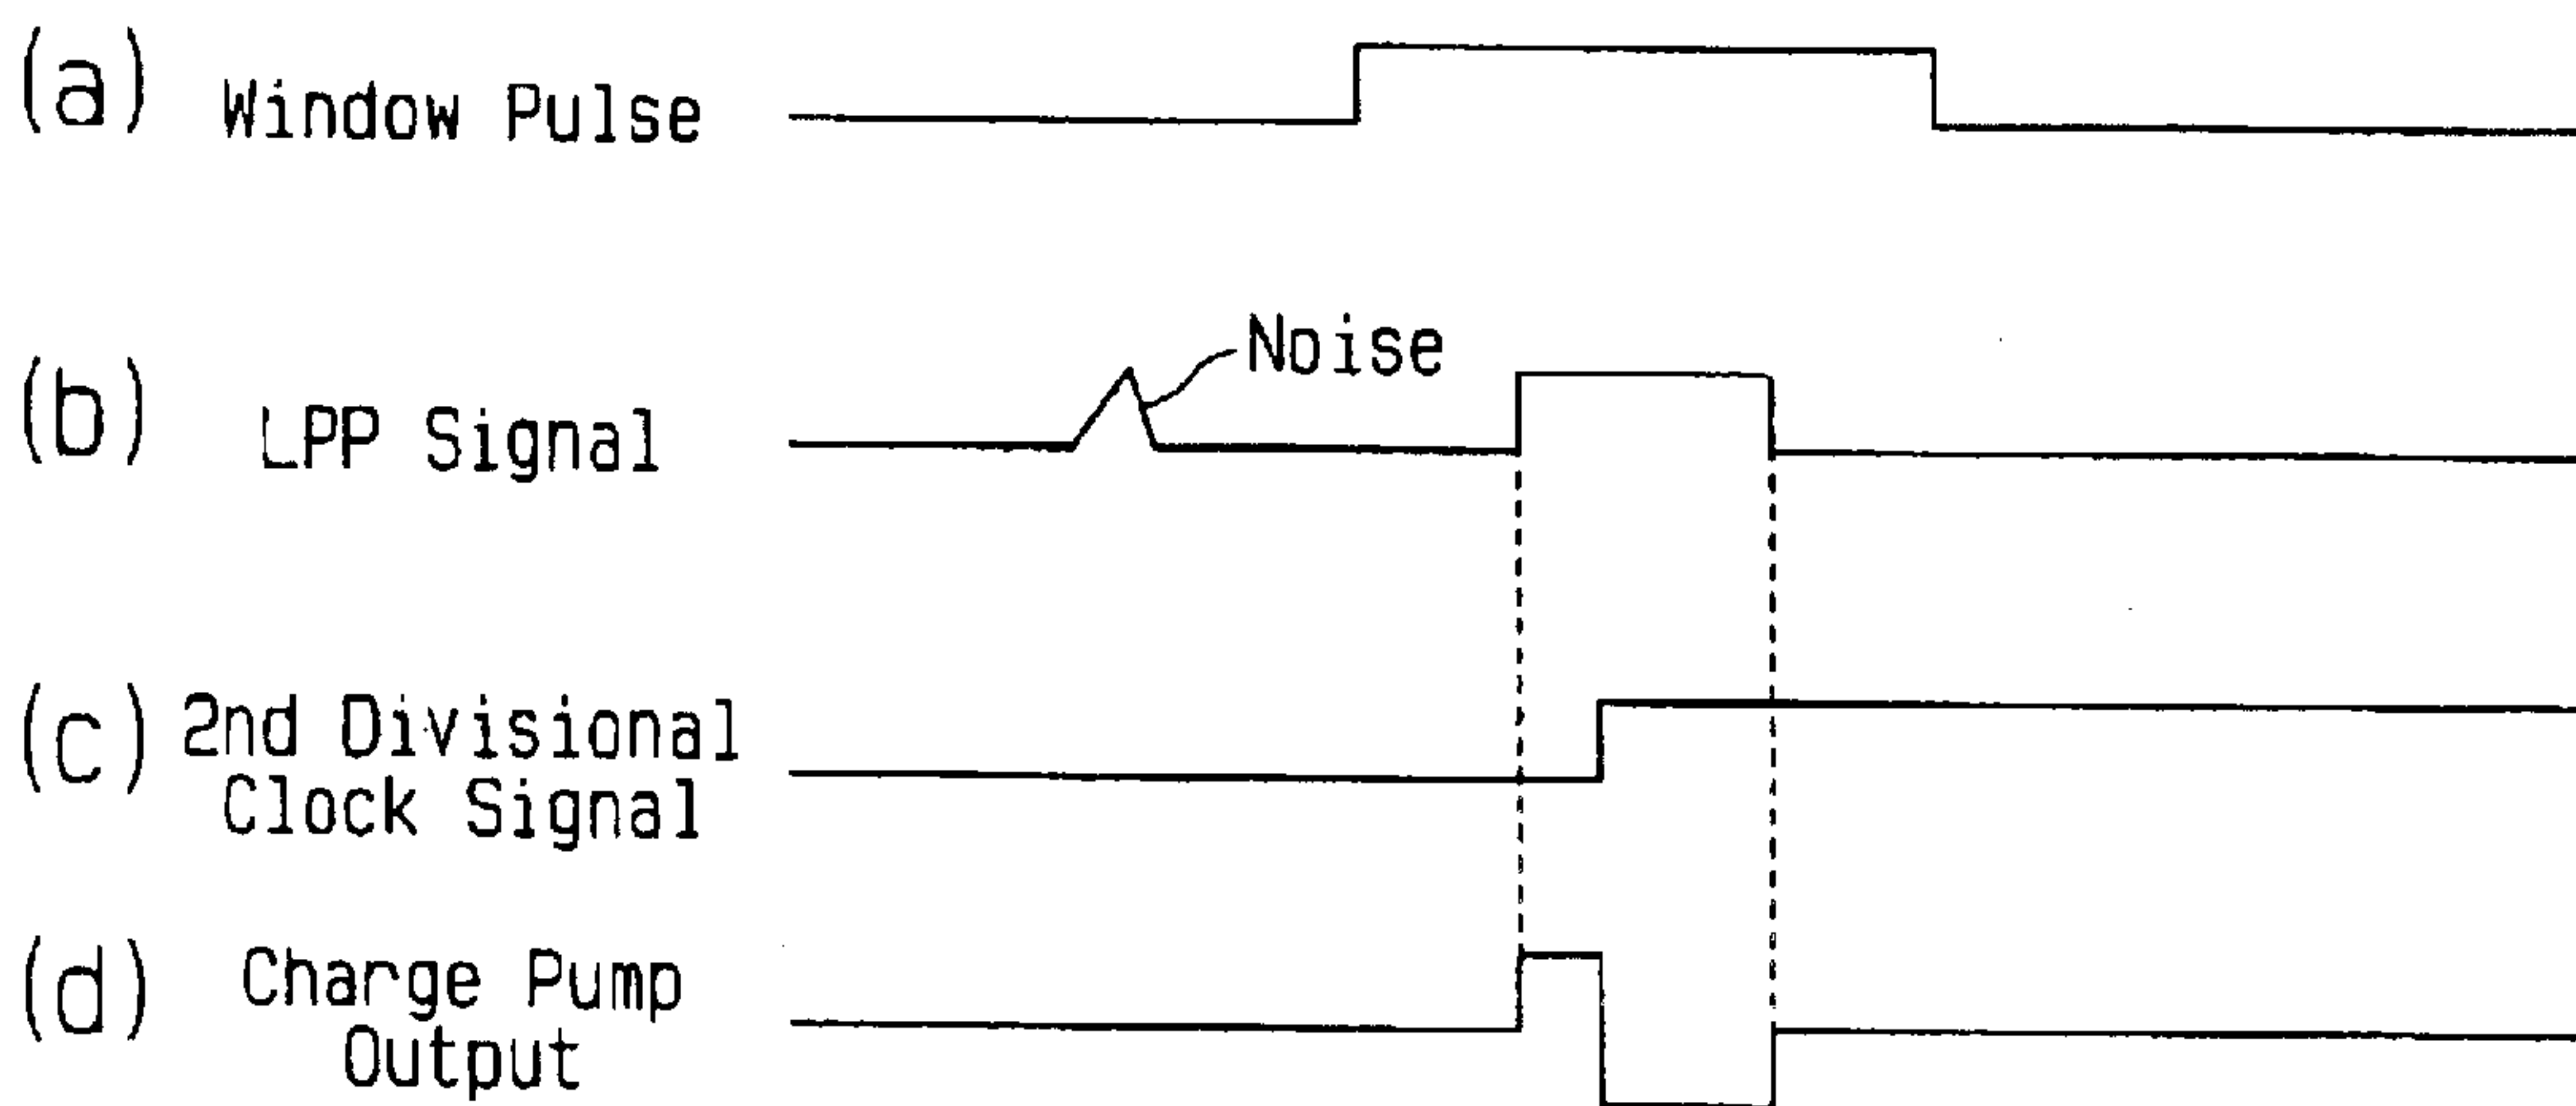 (a) Window Pulse
Noise
(b) LPP Signal
(c) 2nd Divisional
Clock Signal
(d) Charge Pump
Output